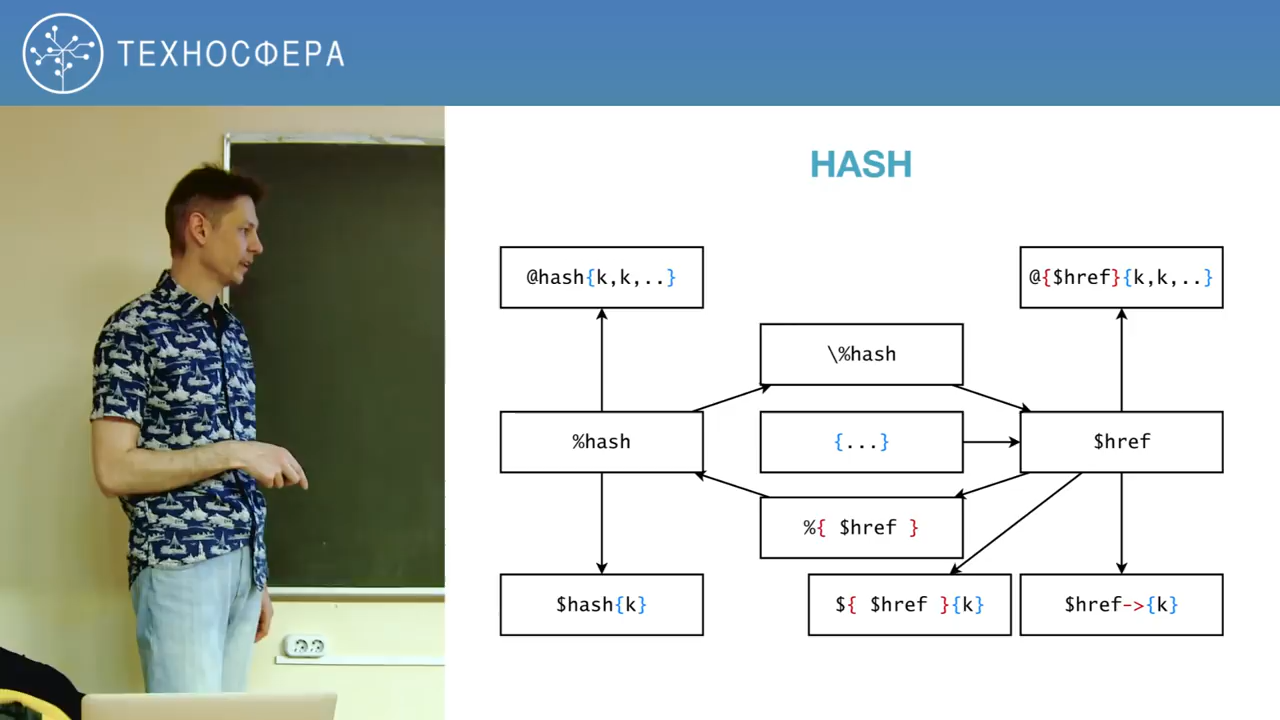 ТЕХНОСФЕРА
HASH
@hash{k,k,..}
@{$href}{k,k,..}
\%hash
%hash
{...}
$href
%{ $href }
$hash{k}
${ $href }{k}
$href->{k}